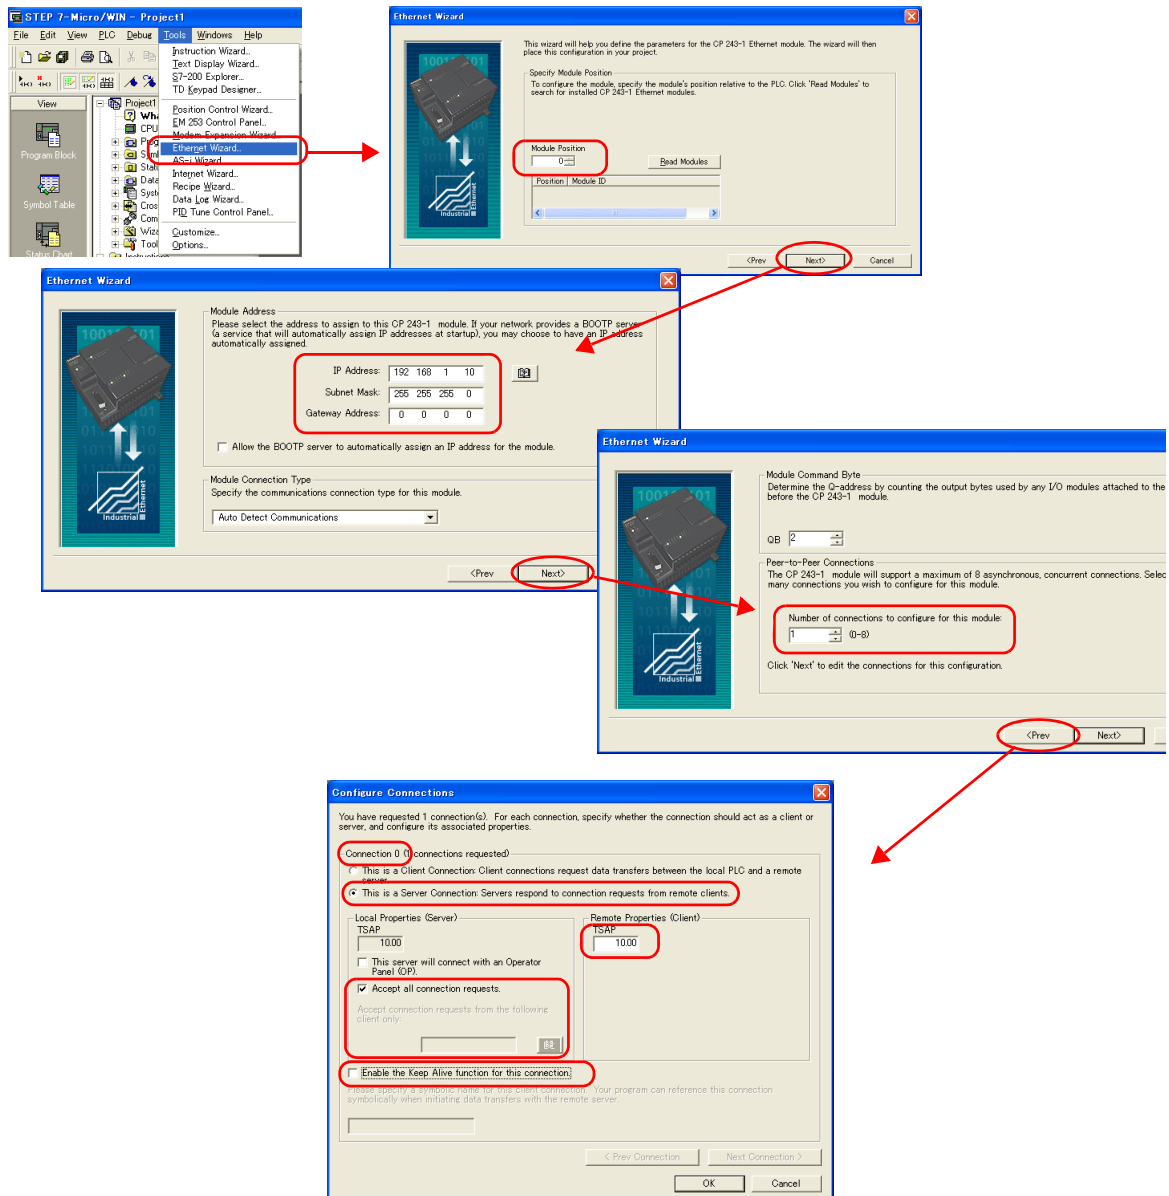 STEP 7-Micro/WIN - Project1
File Edit View PLC Debug Tools Windows Help
Instruction Wizard...
Text Display Wizard...
S7-200 Explorer...
TD Keypad Designer...
Position Control Wizard...
EM 253 Control Panel...
Modem Expansion Wizard
Ethernet Wizard...
AS-i Wizard
Internet Wizard...
Recipe Wizard...
Data Log Wizard...
PID Tune Control Panel...
Customize...
Options...
View
Program Block
Symbol Table
Status Chart
Project1
Wha
CPU
Prog
Sym
Stat
Data
Syst
Cros
Com
Wiza
Tool
Instructions
Ethernet Wizard
This wizard will help you define the parameters for the CP 243-1 Ethernet module. The wizard will then
place this configuration in your project.
Specify Module Position
To configure the module, specify the module's position relative to the PLC. Click 'Read Modules' to
search for installed CP 243-1 Ethernet modules.
Module Position
0
Read Modules
Position Module ID
Industrial Ethernet
<Prev Next> Cancel
Ethernet Wizard
Module Address
Please select the address to assign to this CP 243-1 module. If your network provides a BOOTP server
(a service that will automatically assign IP addresses at startup), you may choose to have an IP address
automatically assigned.
IP Address: 192 168 1 10
Subnet Mask: 255 255 255 0
Gateway Address: 0 0 0 0
Allow the BOOTP server to automatically assign an IP address for the module.
Module Connection Type
Specify the communications connection type for this module.
Auto Detect Communications
Industrial Ethernet
<Prev Next>
Ethernet Wizard
Module Command Byte
Determine the Q-address by counting the output bytes used by any I/O modules attached to the
before the CP 243-1 module.
QB 2
Peer-to-Peer Connections
The CP 243-1 module will support a maximum of 8 asynchronous, concurrent connections. Selec
many connections you wish to configure for this module.
Number of connections to configure for this module:
1 (0-8)
Click 'Next' to edit the connections for this configuration.
Industrial Ethernet
<Prev Next>
Configure Connections
You have requested 1 connection(s). For each connection, specify whether the connection should act as a client or
server, and configure its associated properties.
Connection 0 (1 connections requested)
This is a Client Connection: Client connections request data transfers between the local PLC and a remote
server.
This is a Server Connection: Servers respond to connection requests from remote clients.
Local Properties (Server)
TSAP
10.00
This server will connect with an Operator
Panel (OP).
Accept all connection requests.
Accept connection requests from the following
client only:
Remote Properties (Client)
TSAP
10.00
Enable the Keep Alive function for this connection.
Please specify a symbolic name for this client connection. Your program can reference this connection
symbolically when initiating data transfers with the remote server.
< Prev Connection Next Connection >
OK Cancel